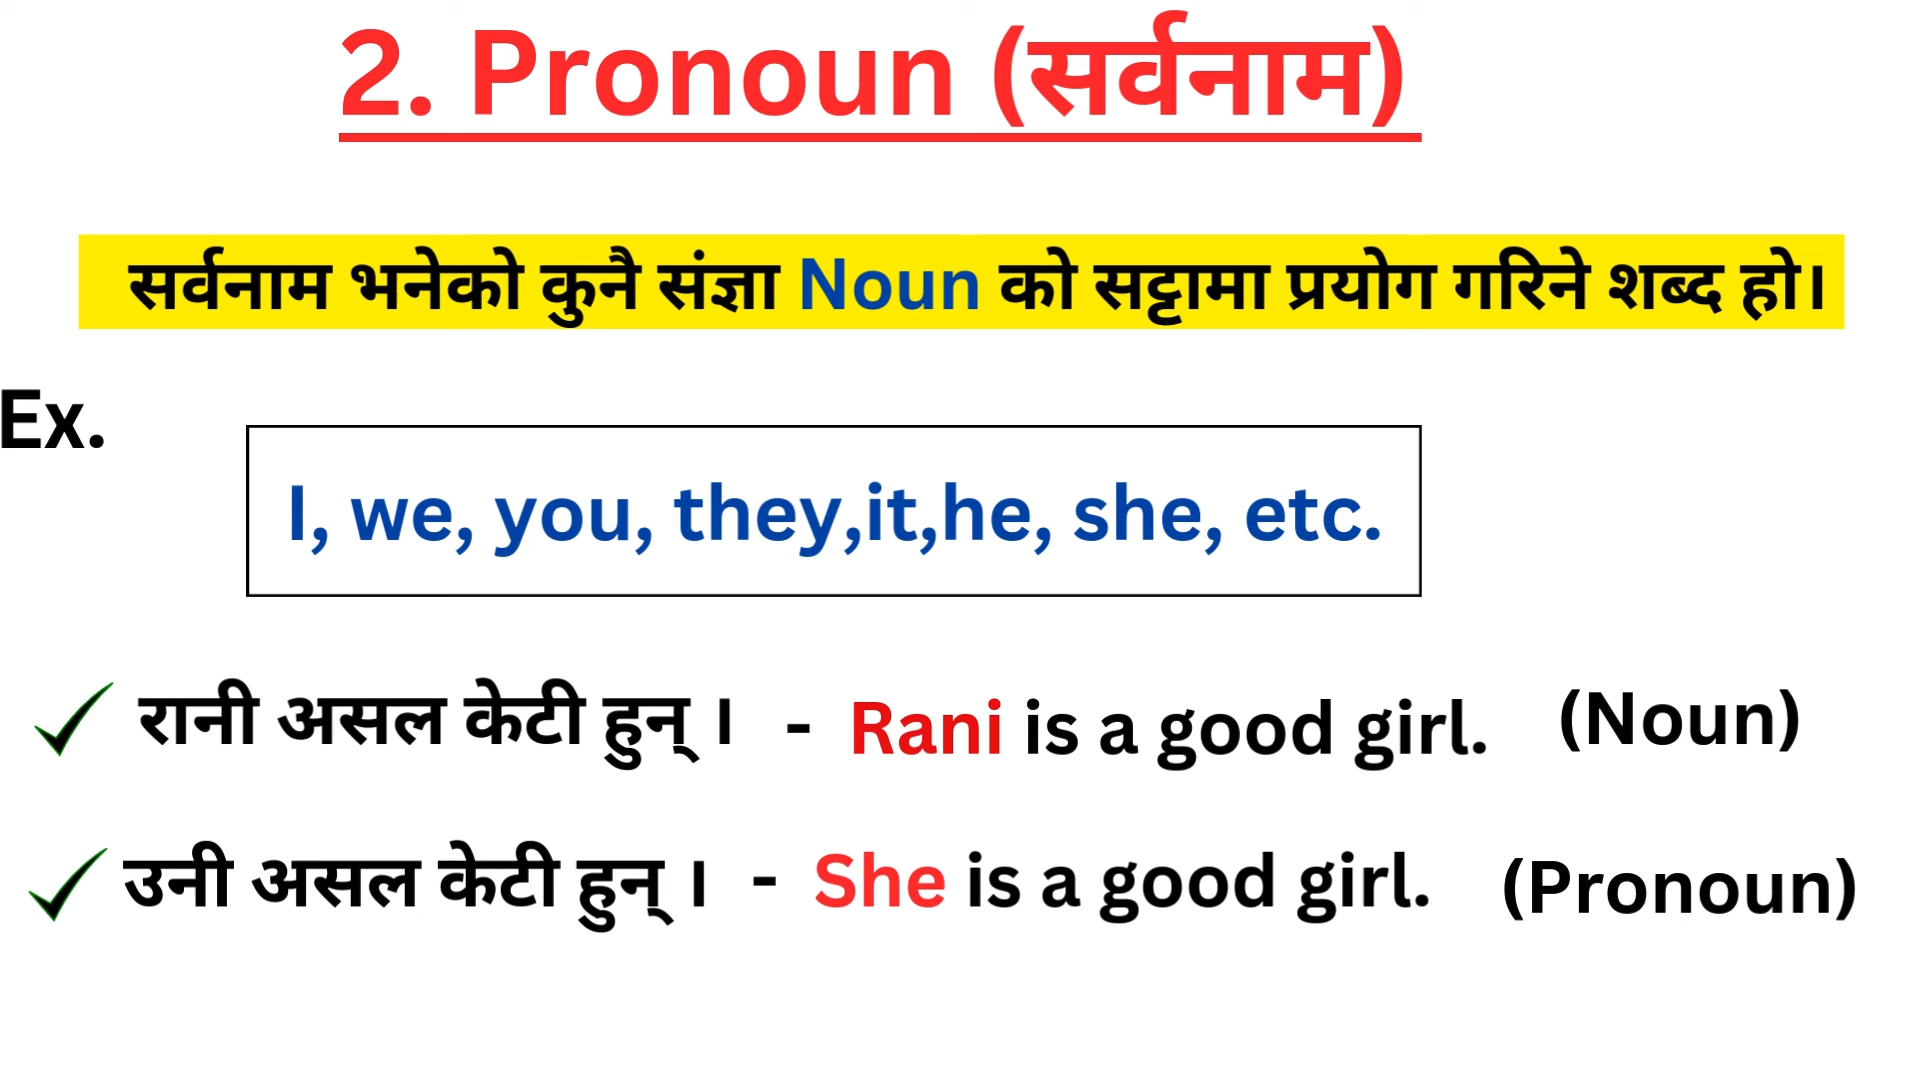 2. Pronoun (सर्वनाम)
सर्वनाम भनेको कुनै संज्ञा Noun को सट्टामा प्रयोग गरिने शब्द हो।
Ex.
I, we, you, they,it,he, she, etc.
रानी असल केटी हुन् । - Rani is a good girl. (Noun)
उनी असल केटी हुन् । - She is a good girl. (Pronoun)